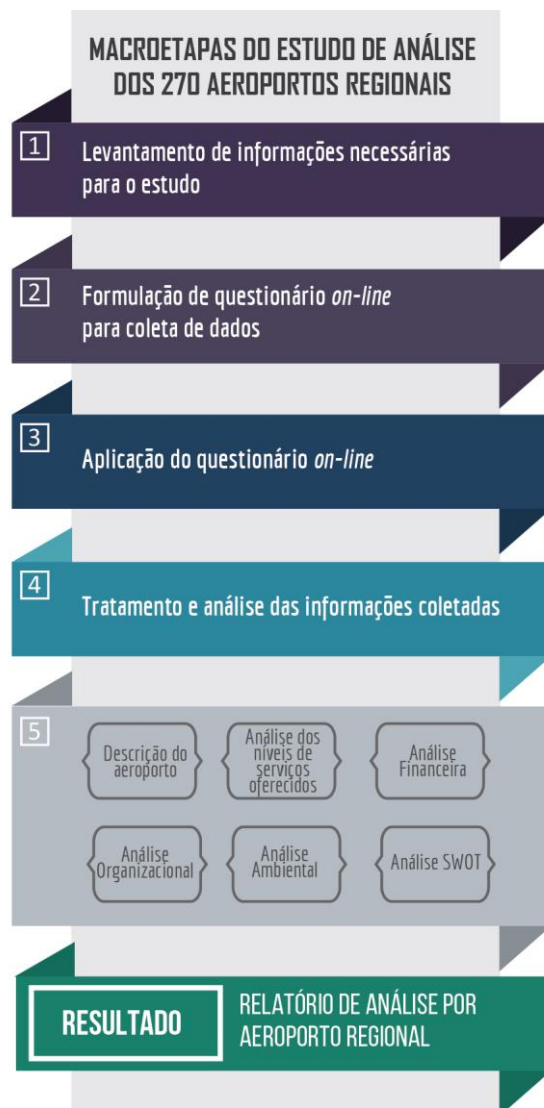 MACROETAPAS DO ESTUDO DE ANÁLISE
DOS 270 AEROPORTOS REGIONAIS
1
Levantamento de informações necessárias
para o estudo
2
Formulação de questionário on-line
para coleta de dados
3
Aplicação do questionário on-line
4
Tratamento e análise das informações coletadas
5
Descrição do
aeroporto
Análise dos
níveis de
serviços
oferecidos
Análise
Financeira
Análise
Organizacional
Análise
Ambiental
Análise SWOT
RESULTADO
RELATÓRIO DE ANÁLISE POR
AEROPORTO REGIONAL